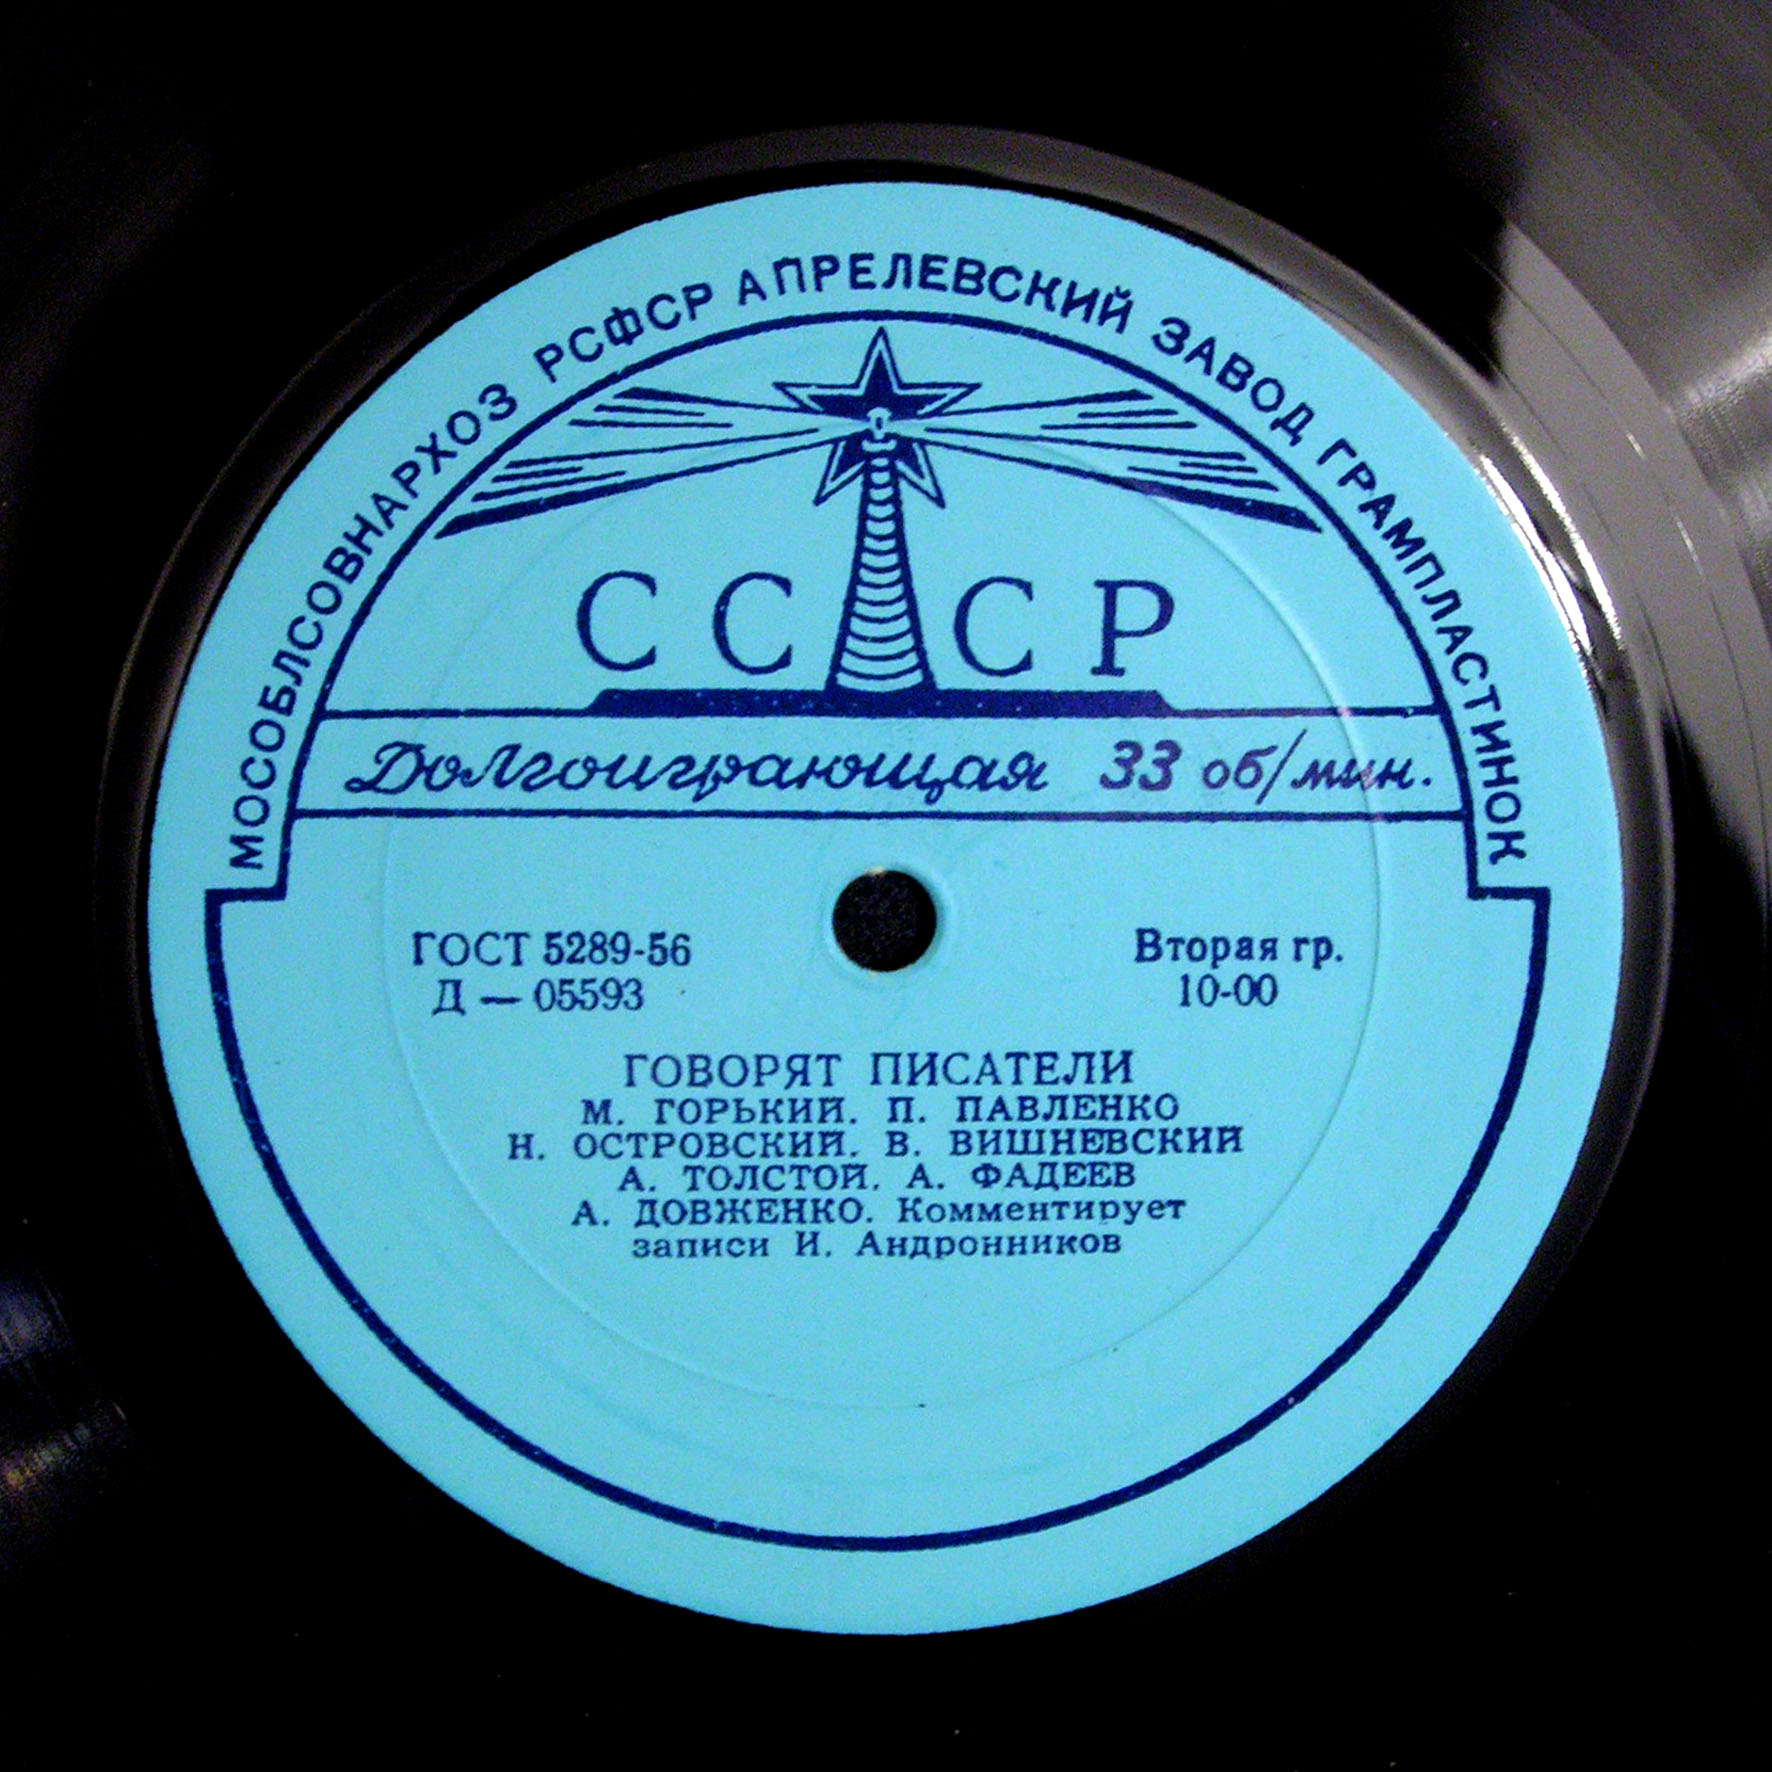 МОСОБЛСОВНАРХОЗ РСФСР АПРЕЛЕВСКИЙ ЗАВОД ГРАМПЛАСТИНОК
СССР
Долгоиграющая 33 об/мин.
ГОСТ 5289-56
Д — 05593
Вторая гр.
10-00
ГОВОРЯТ ПИСАТЕЛИ
М. ГОРЬКИЙ. П. ПАВЛЕНКО
Н. ОСТРОВСКИЙ. В. ВИШНЕВСКИЙ
А. ТОЛСТОЙ. А. ФАДЕЕВ
А. ДОВЖЕНКО. Комментирует
записи И. Андронников